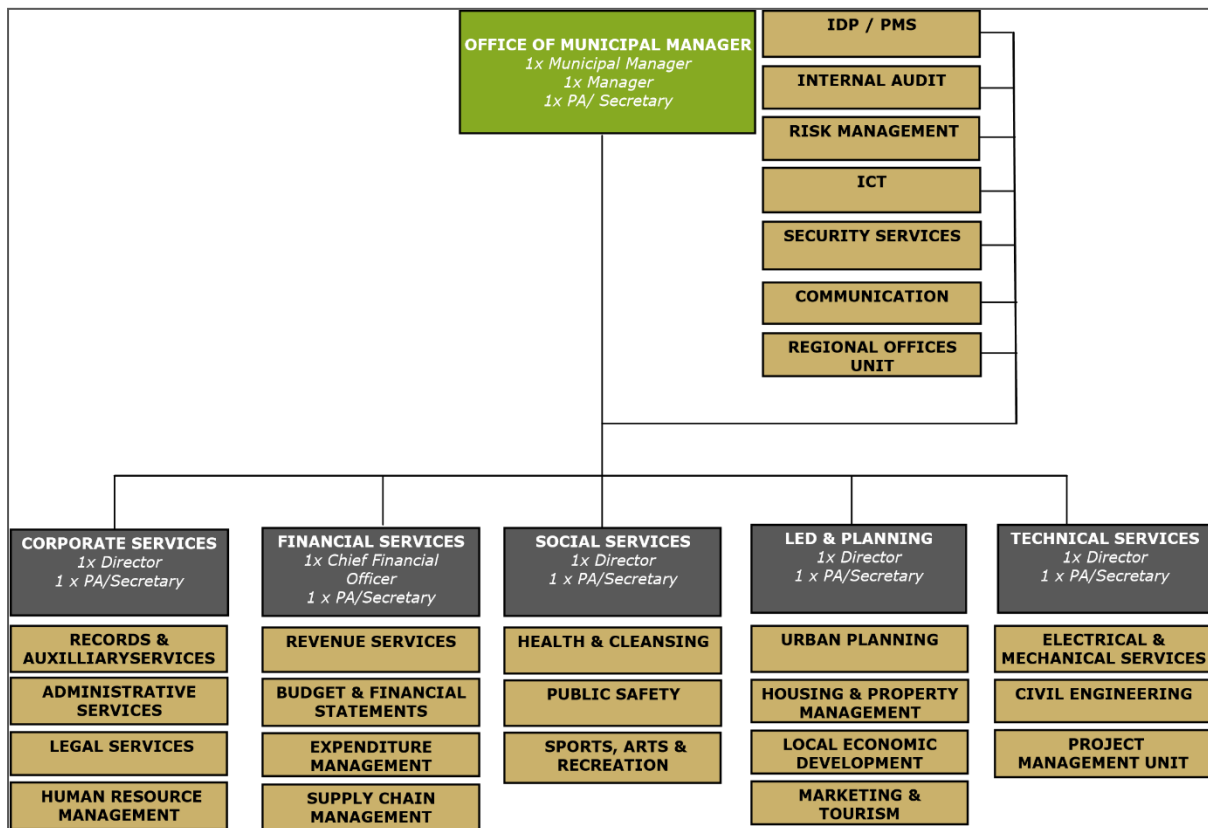 OFFICE OF MUNICIPAL MANAGER
1x Municipal Manager
1x Manager
1x PA/ Secretary
IDP / PMS
INTERNAL AUDIT
RISK MANAGEMENT
ICT
SECURITY SERVICES
COMMUNICATION
REGIONAL OFFICES
UNIT
CORPORATE SERVICES
1x Director
1 x PA/Secretary
RECORDS &
AUXILLIARYSERVICES
ADMINISTRATIVE
SERVICES
LEGAL SERVICES
HUMAN RESOURCE
MANAGEMENT
FINANCIAL SERVICES
1x Chief Financial
Officer
1 x PA/Secretary
REVENUE SERVICES
BUDGET & FINANCIAL
STATEMENTS
EXPENDITURE
MANAGEMENT
SUPPLY CHAIN
MANAGEMENT
SOCIAL SERVICES
1x Director
1 x PA/Secretary
HEALTH & CLEANSING
PUBLIC SAFETY
SPORTS, ARTS &
RECREATION
LED & PLANNING
1x Director
1 x PA/Secretary
URBAN PLANNING
HOUSING & PROPERTY
MANAGEMENT
LOCAL ECONOMIC
DEVELOPMENT
MARKETING &
TOURISM
TECHNICAL SERVICES
1x Director
1 x PA/Secretary
ELECTRICAL &
MECHANICAL SERVICES
CIVIL ENGINEERING
PROJECT
MANAGEMENT UNIT